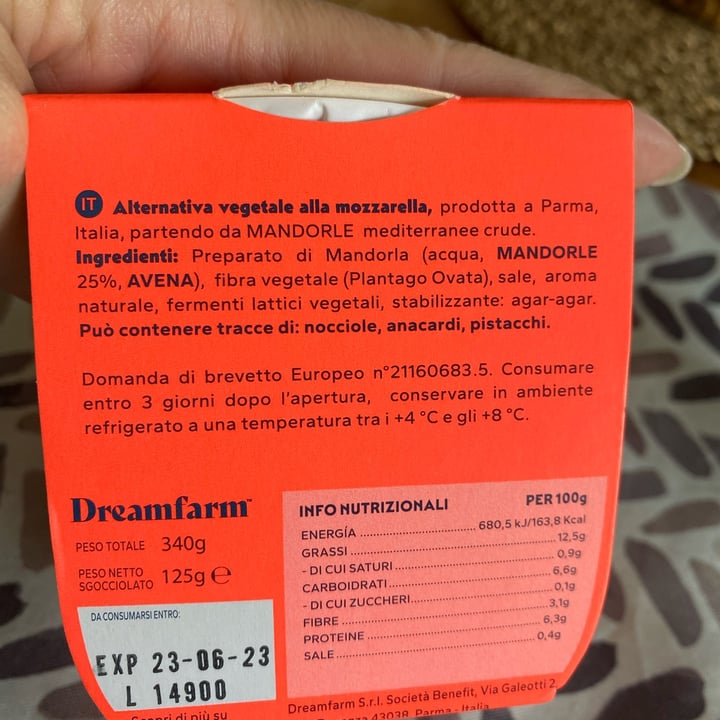 IT Alternativa vegetale alla mozzarella, prodotta a Parma,
Italia, partendo da MANDORLE mediterranee crude.
Ingredienti: Preparato di Mandorla (acqua, MANDORLE
25%, AVENA), fibra vegetale (Plantago Ovata), sale, aroma
naturale, fermenti lattici vegetali, stabilizzante: agar-agar.
Può contenere tracce di: nocciole, anacardi, pistacchi.
Domanda di brevetto Europeo n°21160683.5. Consumare
entro 3 giorni dopo l'apertura, conservare in ambiente
refrigerato a una temperatura tra i +4 °C e gli +8 °C.
Dreamfarm™
PESO TOTALE 340g
PESO NETTO
SGOCCIOLATO 125g ℮
DA CONSUMARSI ENTRO:
EXP 23-06-23
L 14900
Scopri di più su
INFO NUTRIZIONALI PER 100g
ENERGÍA 680,5 kJ/163,8 Kcal
GRASSI 12,5g
- DI CUI SATURI 0,9g
CARBOIDRATI 6,6g
- DI CUI ZUCCHERI 0,1g
FIBRE 3,1g
PROTEINE 6,3g
SALE 0,4g
Dreamfarm S.r.l. Società Benefit, Via Galeotti 2,
43038 Parma - Italia